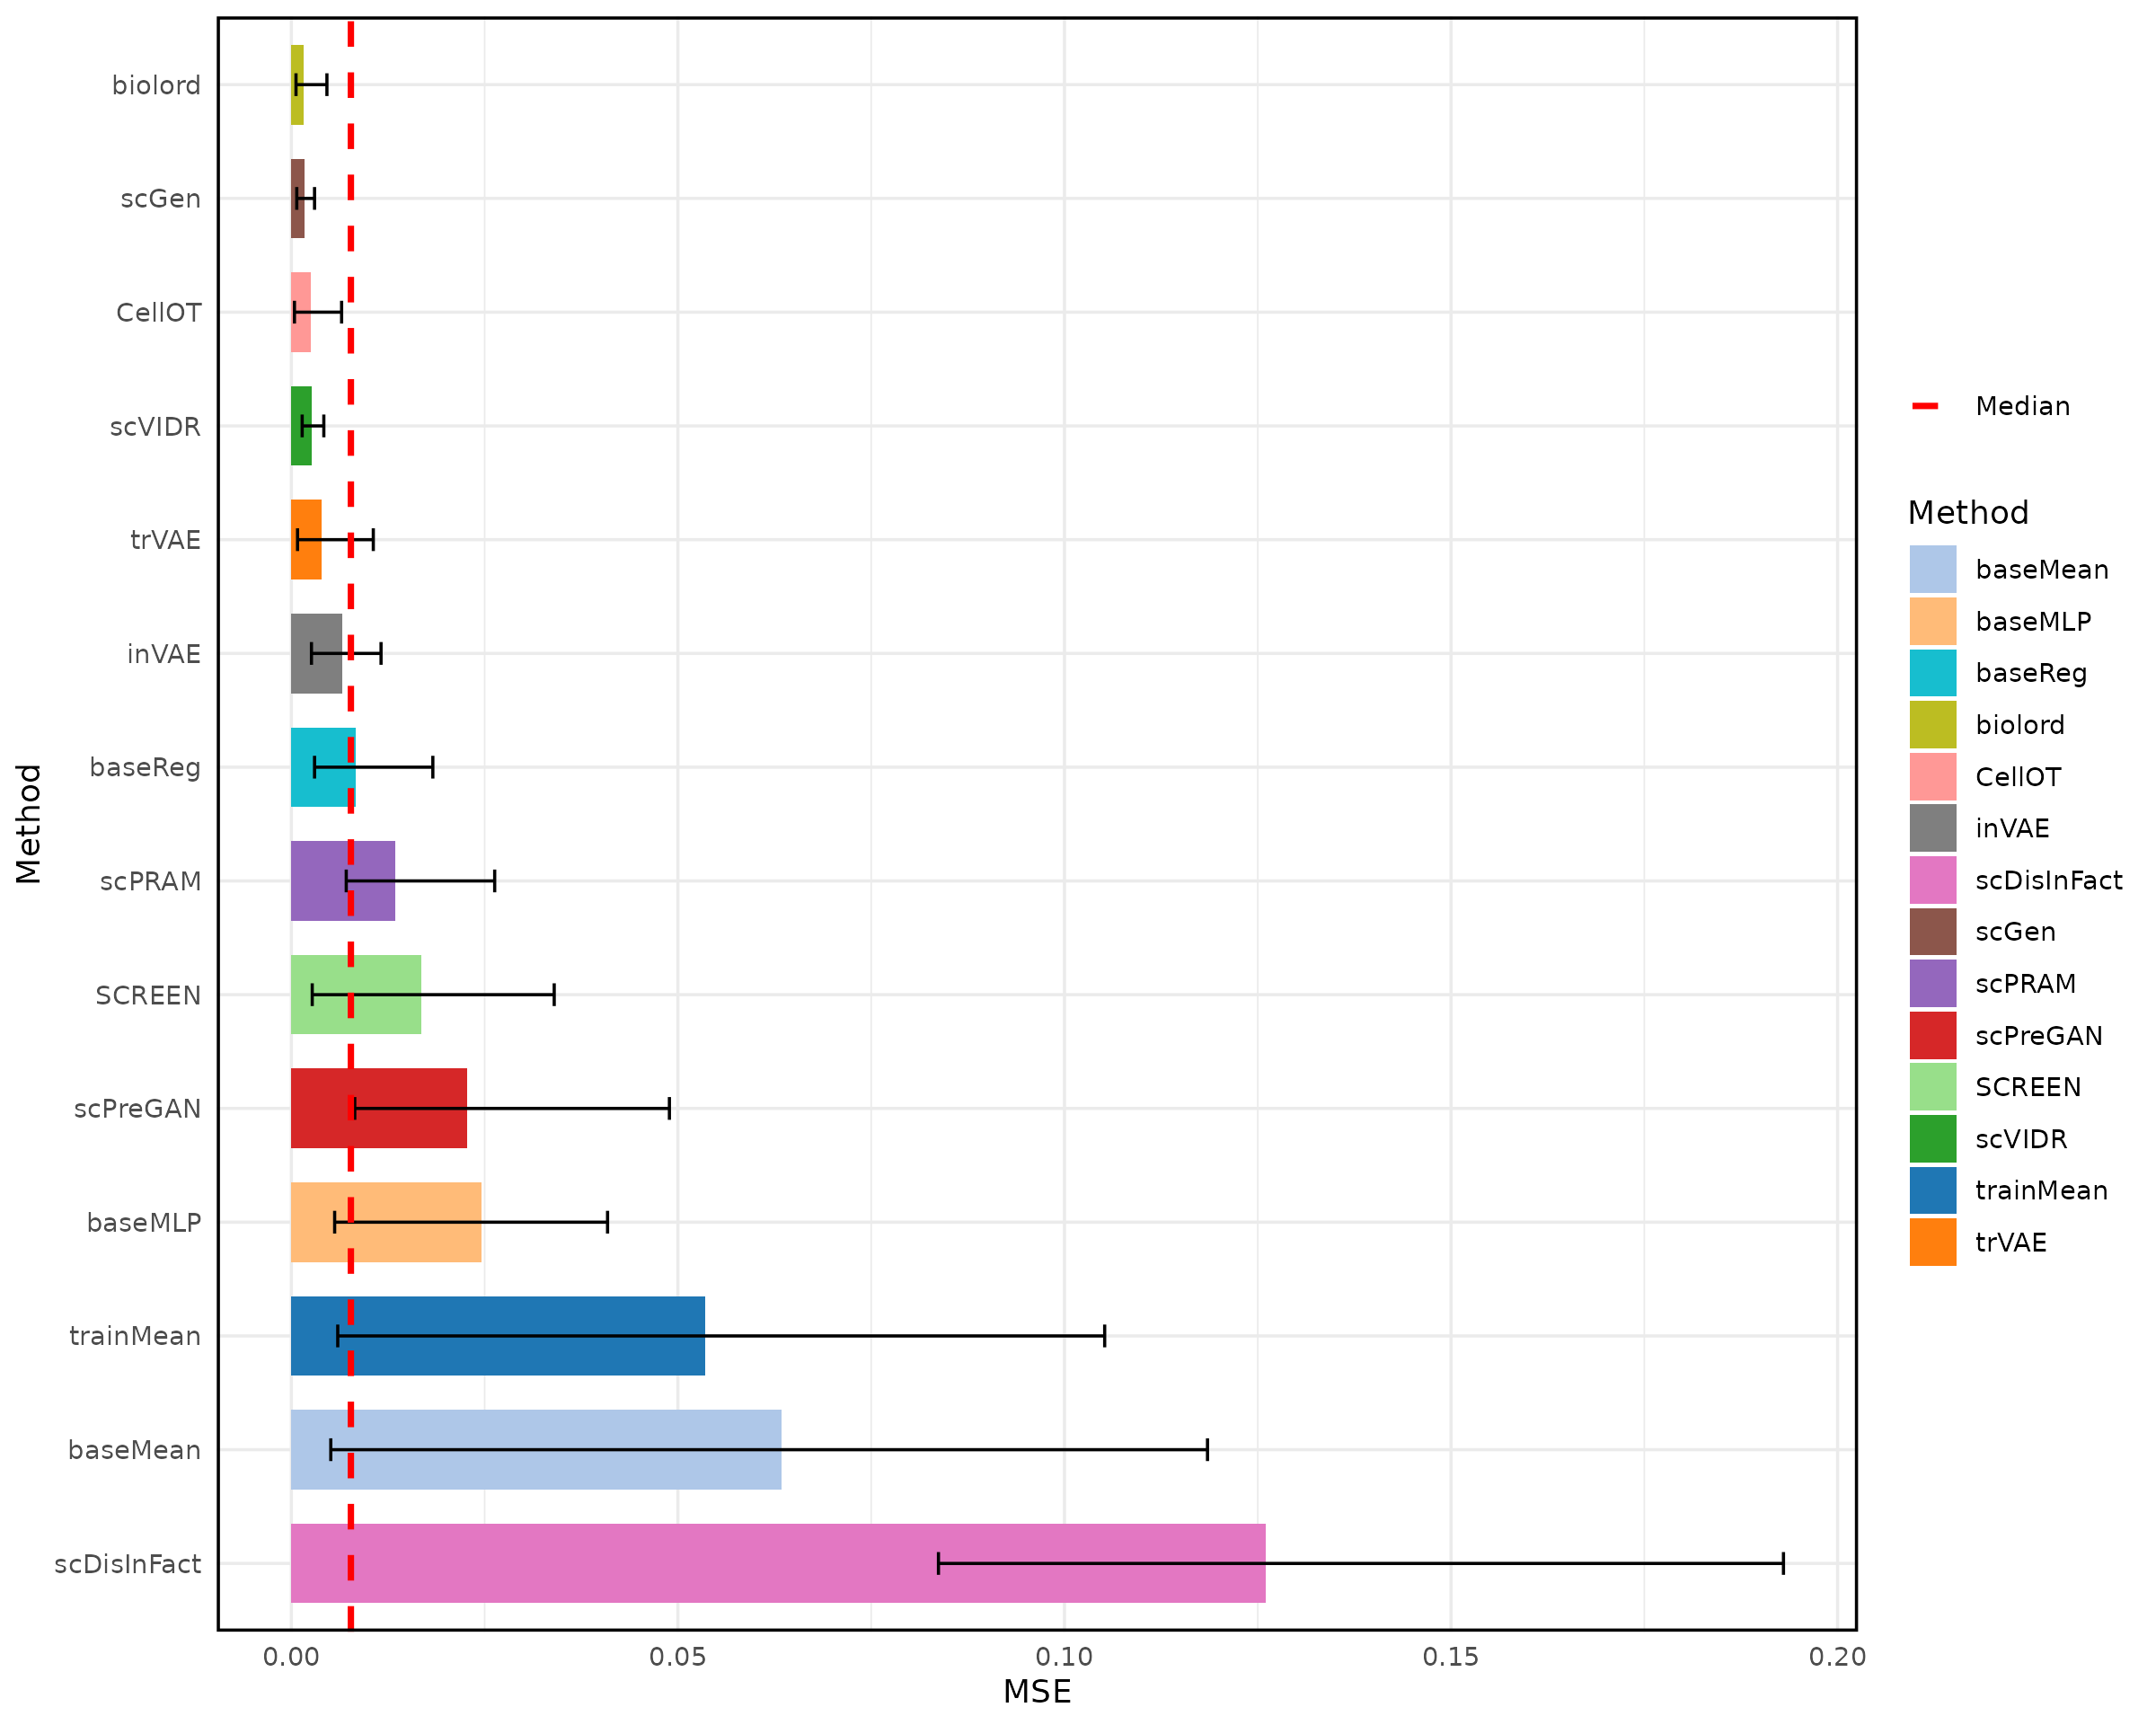 Method
biolord
scGen
CellOT
scVIDR
trVAE
inVAE
baseReg
scPRAM
SCREEN
scPreGAN
baseMLP
trainMean
baseMean
scDisInFact
0.00 0.05 0.10 0.15 0.20
MSE
Median
Method
baseMean
baseMLP
baseReg
biolord
CellOT
inVAE
scDisInFact
scGen
scPRAM
scPreGAN
SCREEN
scVIDR
trainMean
trVAE